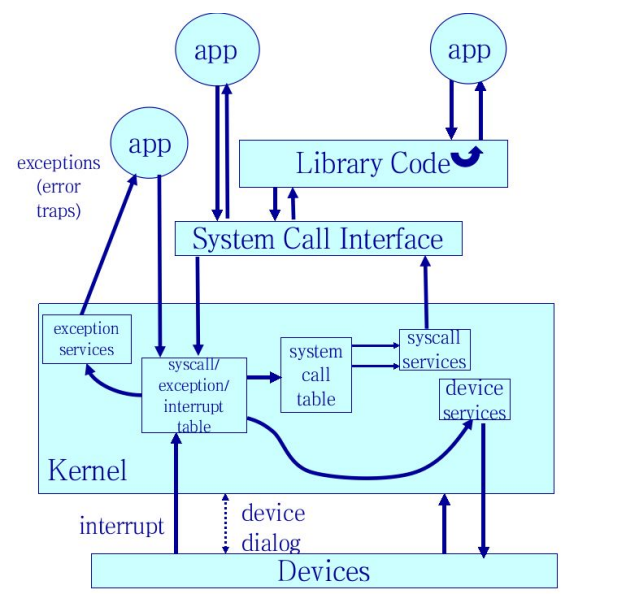 app
app
app
exceptions
(error
traps)
Library Code
System Call Interface
exception
services
syscall/
exception/
interrupt
table
system
call
table
syscall
services
device
services
Kernel
interrupt
device
dialog
Devices